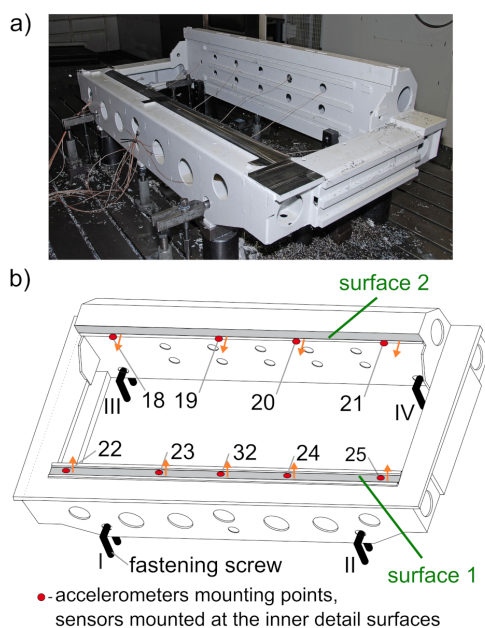 a)
b)
surface 2
18
19
20
21
III
IV
22
23
32
24
25
I
fastening screw
II
surface 1
- accelerometers mounting points,
sensors mounted at the inner detail surfaces